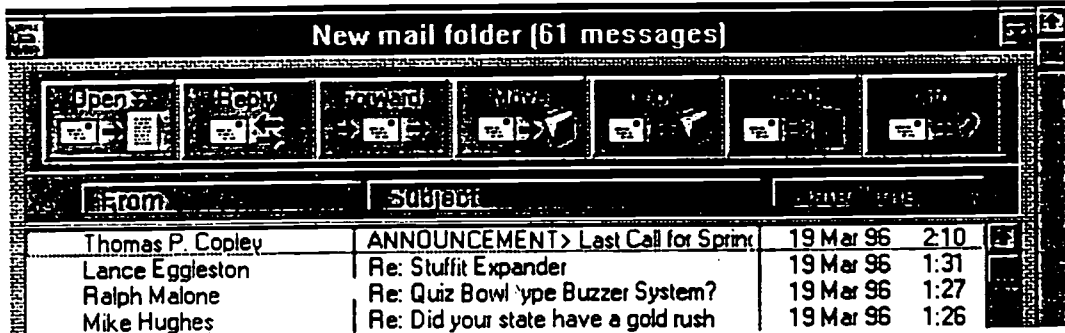 New mail folder (61 messages)
Open Reply Forward Move
From Subject
Thomas P. Copley ANNOUNCEMENT> Last Call for Spring 19 Mar 96 2:10
Lance Eggleston Re: Stuffit Expander 19 Mar 96 1:31
Ralph Malone Re: Quiz Bowl ype Buzzer System? 19 Mar 96 1:27
Mike Hughes Re: Did your state have a gold rush 19 Mar 96 1:26